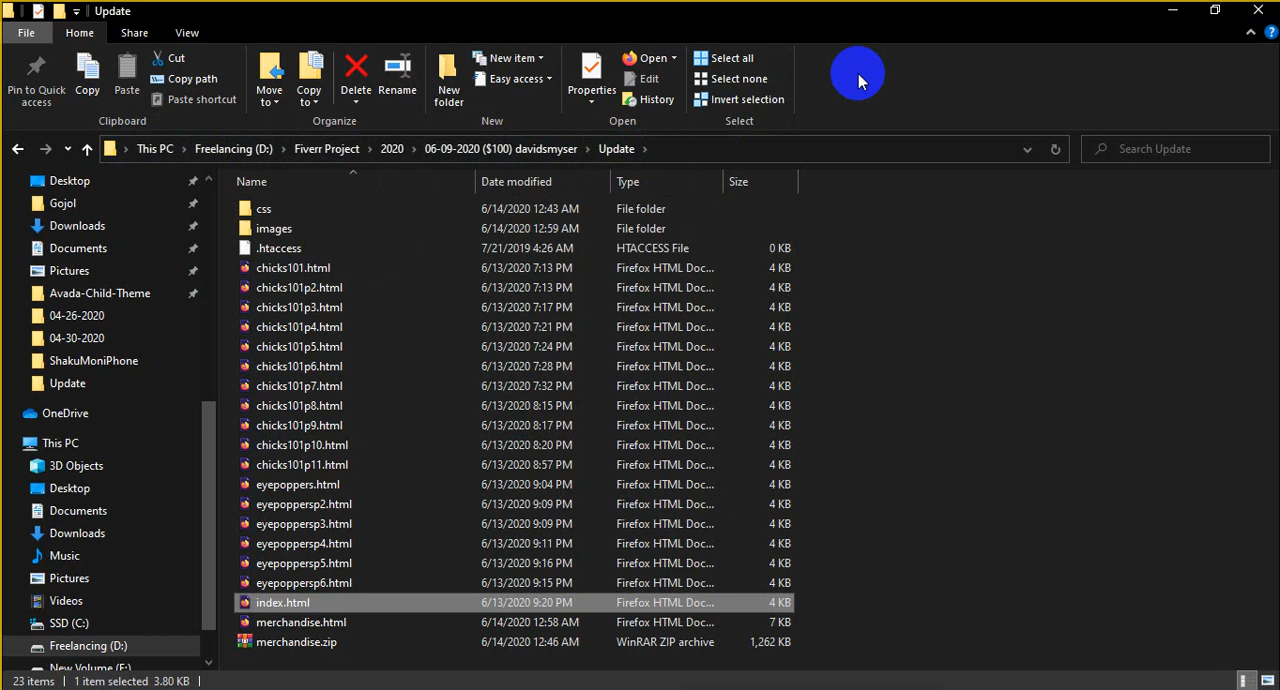 Update
File Home Share View
Pin to Quick access
Copy
Paste
Cut
Copy path
Paste shortcut
Clipboard
Move to
Copy to
Delete
Rename
Organize
New folder
New item
Easy access
New
Properties
Open
Edit
History
Open
Select all
Select none
Invert selection
Select
This PC > Freelancing (D:) > Fiverr Project > 2020 > 06-09-2020 ($100) davidsmyser > Update >
Search Update
Desktop
Gojol
Downloads
Documents
Pictures
Avada-Child-Theme
04-26-2020
04-30-2020
ShakuMoniPhone
Update
OneDrive
This PC
3D Objects
Desktop
Documents
Downloads
Music
Pictures
Videos
SSD (C:)
Freelancing (D:)
New Volume (E:)
Name Date modified Type Size
css 6/14/2020 12:43 AM File folder
images 6/14/2020 12:59 AM File folder
.htaccess 7/21/2019 4:26 AM HTACCESS File 0 KB
chicks101.html 6/13/2020 7:13 PM Firefox HTML Doc... 4 KB
chicks101p2.html 6/13/2020 7:13 PM Firefox HTML Doc... 4 KB
chicks101p3.html 6/13/2020 7:17 PM Firefox HTML Doc... 4 KB
chicks101p4.html 6/13/2020 7:21 PM Firefox HTML Doc... 4 KB
chicks101p5.html 6/13/2020 7:24 PM Firefox HTML Doc... 4 KB
chicks101p6.html 6/13/2020 7:28 PM Firefox HTML Doc... 4 KB
chicks101p7.html 6/13/2020 7:32 PM Firefox HTML Doc... 4 KB
chicks101p8.html 6/13/2020 8:15 PM Firefox HTML Doc... 4 KB
chicks101p9.html 6/13/2020 8:17 PM Firefox HTML Doc... 4 KB
chicks101p10.html 6/13/2020 8:20 PM Firefox HTML Doc... 4 KB
chicks101p11.html 6/13/2020 8:57 PM Firefox HTML Doc... 4 KB
eyepoppers.html 6/13/2020 9:04 PM Firefox HTML Doc... 4 KB
eyepoppersp2.html 6/13/2020 9:09 PM Firefox HTML Doc... 4 KB
eyepoppersp3.html 6/13/2020 9:09 PM Firefox HTML Doc... 4 KB
eyepoppersp4.html 6/13/2020 9:11 PM Firefox HTML Doc... 4 KB
eyepoppersp5.html 6/13/2020 9:16 PM Firefox HTML Doc... 4 KB
eyepoppersp6.html 6/13/2020 9:15 PM Firefox HTML Doc... 4 KB
index.html 6/13/2020 9:20 PM Firefox HTML Doc... 4 KB
merchandise.html 6/14/2020 12:58 AM Firefox HTML Doc... 7 KB
merchandise.zip 6/14/2020 12:46 AM WinRAR ZIP archive 1,262 KB
23 items 1 item selected 3.80 KB